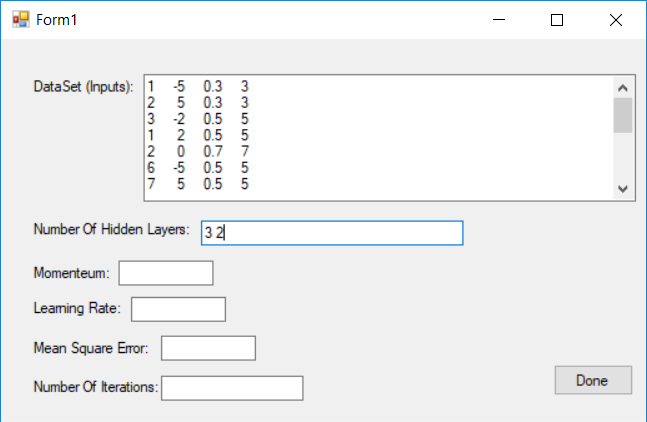 Form1
DataSet (Inputs):
1 -5 0.3 3
2 5 0.3 3
3 -2 0.5 5
1 2 0.5 5
2 0 0.7 7
6 -5 0.5 5
7 5 0.5 5
Number Of Hidden Layers: 3 2
Momenteum:
Learning Rate:
Mean Square Error:
Number Of Iterations:
Done